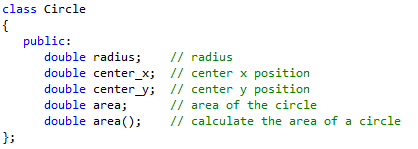 class Circle
{
   public:
      double radius;    // radius
      double center_x;  // center x position
      double center_y;  // center y position
      double area;      // area of the circle
      double area();    // calculate the area of a circle
};